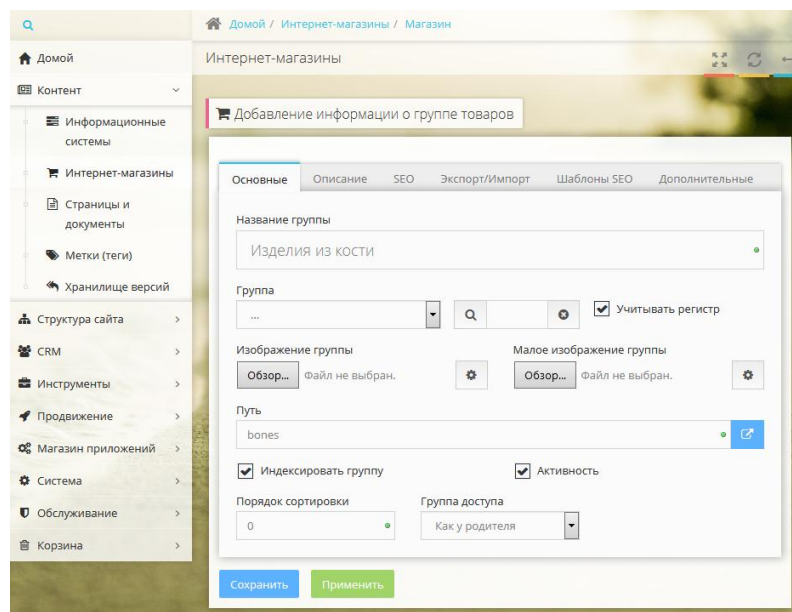 Домой / Интернет-магазины / Магазин
Домой
Контент
Информационные
системы
Интернет-магазины
Страницы и
документы
Метки (теги)
Хранилище версий
Структура сайта
CRM
Инструменты
Продвижение
Магазин приложений
Система
Обслуживание
Корзина
Интернет-магазины
Добавление информации о группе товаров
Основные Описание SEO Экспорт/Импорт Шаблоны SEO Дополнительные
Название группы
Изделия из кости
Группа
... Учитывать регистр
Изображение группы Малое изображение группы
Обзор... Файл не выбран. Обзор... Файл не выбран.
Путь
bones
Индексировать группу Активность
Порядок сортировки Группа доступа
0 Как у родителя
Сохранить Применить